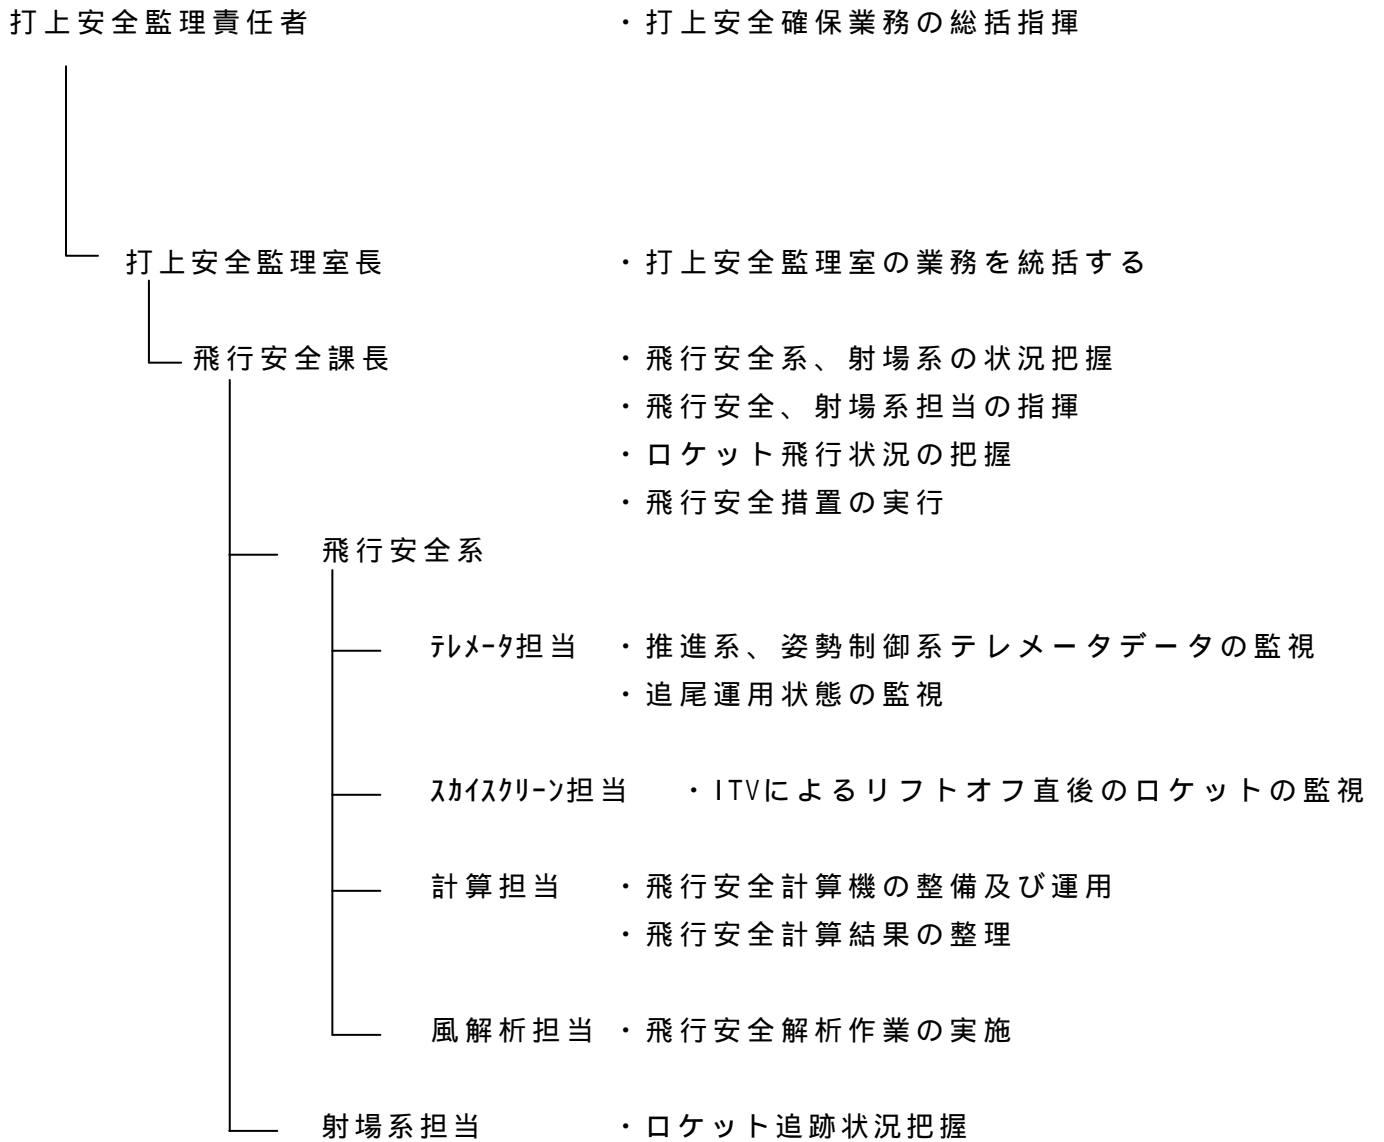 打上安全監理責任者 ・打上安全確保業務の総括指揮
打上安全監理室長 ・打上安全監理室の業務を統括する
飛行安全課長 ・飛行安全系、射場系の状況把握
・飛行安全、射場系担当の指揮
・ロケット飛行状況の把握
・飛行安全措置の実行
飛行安全系
ﾃﾚﾒｰﾀ担当 ・推進系、姿勢制御系テレメータデータの監視
・追尾運用状態の監視
ｽｶｲｽｸﾘｰﾝ担当 ・ITVによるリフトオフ直後のロケットの監視
計算担当 ・飛行安全計算機の整備及び運用
・飛行安全計算結果の整理
風解析担当 ・飛行安全解析作業の実施
射場系担当 ・ロケット追跡状況把握